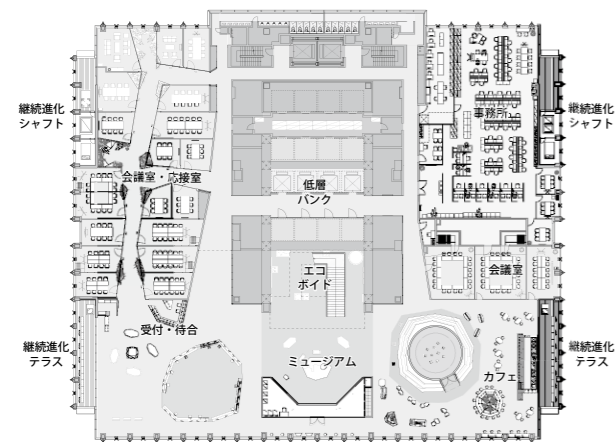 継続進化
シャフト
事務所
継続進化
シャフト
会議室・応接室
低層
バンク
エコ
ボイド
会議室
受付・待合
継続進化
テラス
ミュージアム
カフェ
継続進化
テラス